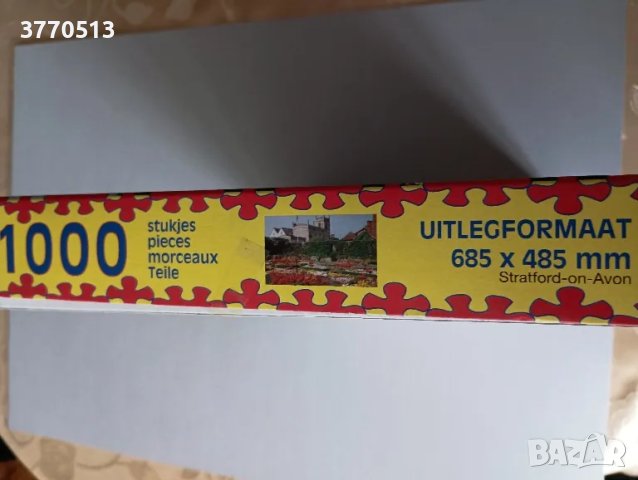 3770513
1000
stukjes
pieces
morceaux
Teile
UITLEGFORMAAT
685 x 485 mm
Stratford-on-Avon
BAZAR